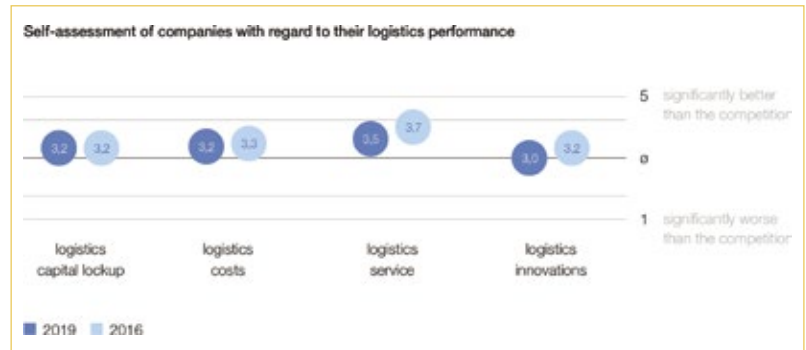 Self-assessment of companies with regard to their logistics performance
5 significantly better
than the competition
3,2 3,2 3,2 3,3 3,5 3,7 3,0 3,2
ø
1 significantly worse
than the competition
logistics
capital lockup
logistics
costs
logistics
service
logistics
innovations
2019 2016